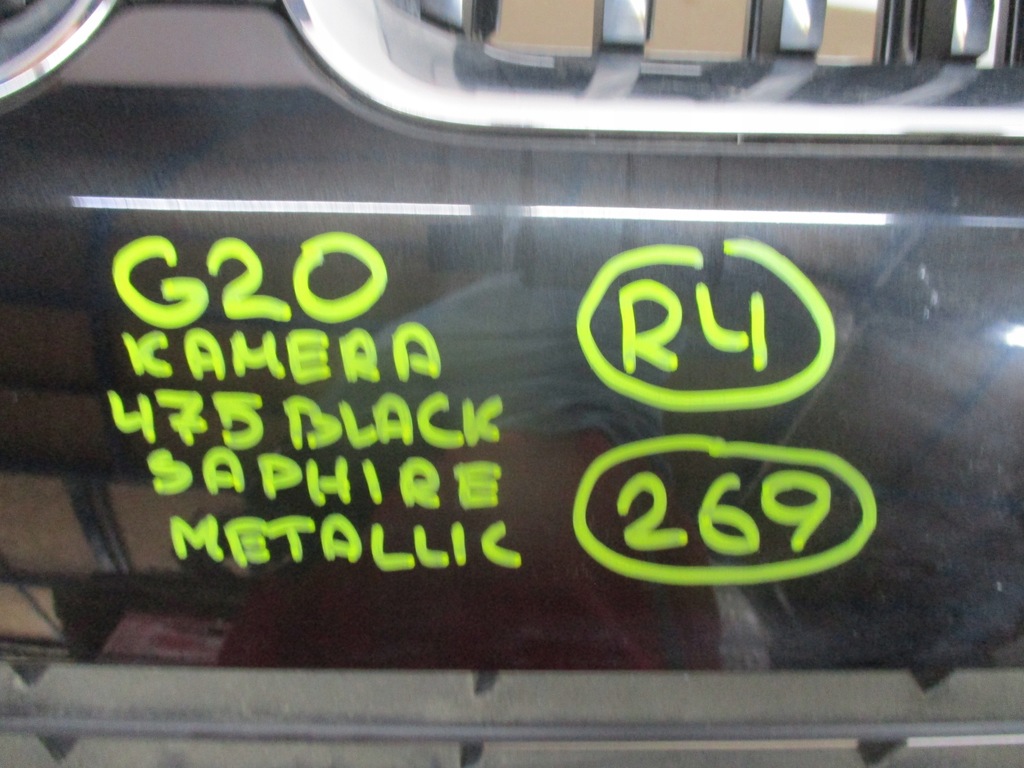 G20
KAMERA
475 BLACK
SAPHIRE
METALLIC
R4
269